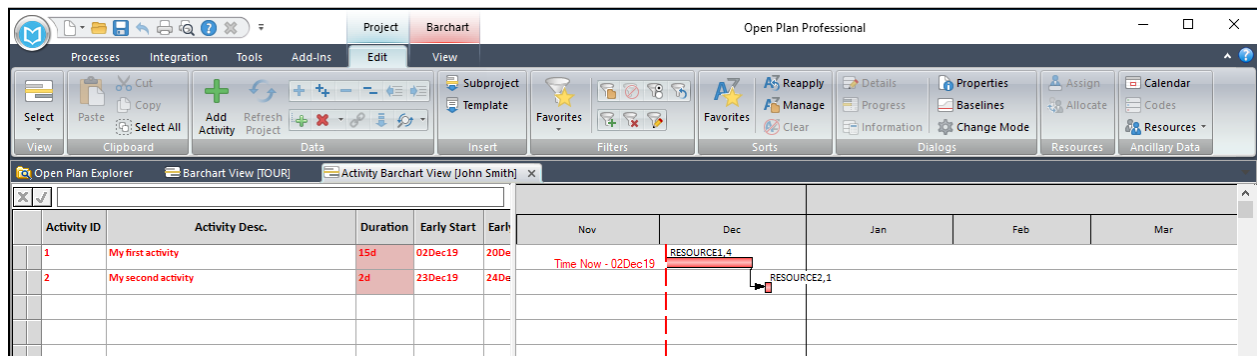 Project Barchart Open Plan Professional
Processes Integration Tools Add-Ins Edit View
Select
View
Paste
Cut
Copy
Select All
Clipboard
Add
Activity
Refresh
Project
Data
Subproject
Template
Insert
Favorites
Filters
Favorites
Reapply
Manage
Clear
Sorts
Details
Progress
Information
Properties
Baselines
Change Mode
Dialogs
Assign
Allocate
Resources
Calendar
Codes
Resources
Ancillary Data
Open Plan Explorer Barchart View [TOUR] Activity Barchart View [John Smith]
Activity ID Activity Desc. Duration Early Start Earl Nov Dec Jan Feb Mar
1 My first activity 15d 02Dec19 20De
Time Now - 02Dec19
RESOURCE1,4
2 My second activity 2d 23Dec19 24De
RESOURCE2,1